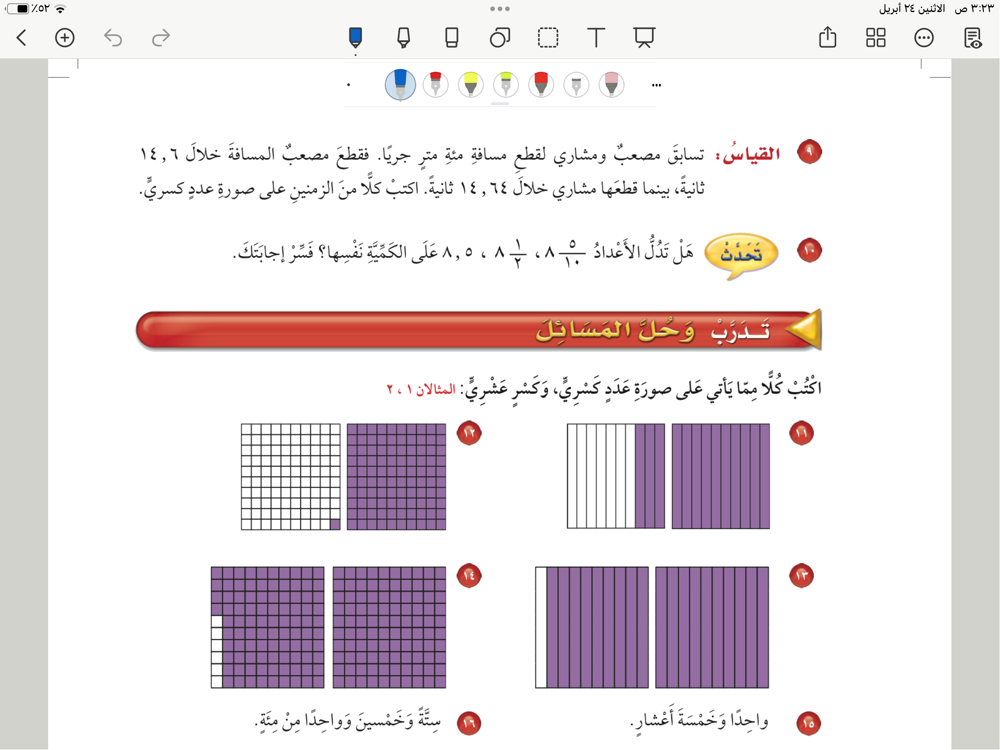 ٣:٢٣ ص الاثنين ٢٤ أبريل
٪٥٢
٩ القياسُ: تسابقَ مصعبٌ ومشاري لقطعِ مسافةِ مئةِ مترٍ جريًا. فقطعَ مصعبٌ المسافةَ خلالَ ١٤,٦
ثانيةً، بينما قطعَها مشاري خلالَ ١٤,٦٤ ثانيةً. اكتبْ كلًّا منَ الزمنينِ على صورةِ عددٍ كسريٍّ.
١٠ تَحَدَّثْ هَلْ تَدُلُّ الأَعْدادُ ٨ ٥/١٠، ٨ ١/٢ ، ٨,٥ عَلَى الكَمِّيَّةِ نَفْسِها؟ فَسِّرْ إجابَتَكَ.
تَـدَرَّبْ وَحُلَّ المَسَائِلَ
اكْتُبْ كُلًّا مِمّا يَأتي عَلى صورَةِ عَدَدٍ كَسْرِيٍّ، وَكَسْرٍ عَشْرِيٍّ: المثالان ١ ، ٢
١١
١٢
١٣
١٤
١٥ واحِدًا وَخَمْسَةَ أَعْشارٍ.
١٦ سِتَّةً وَخَمْسينَ وَواحِدًا مِنْ مِئَةٍ.